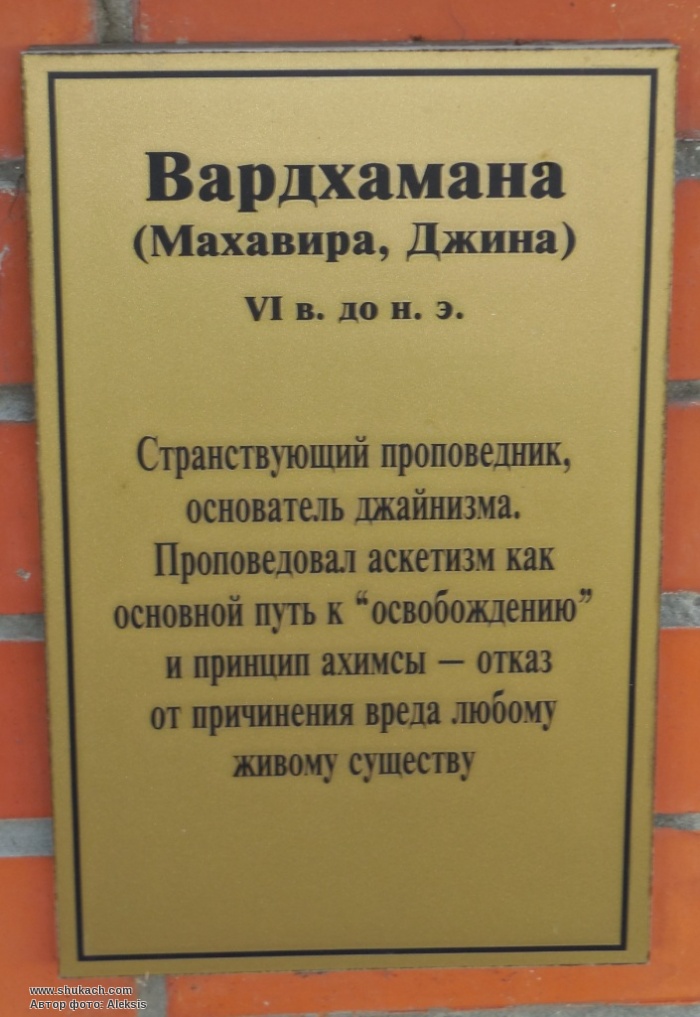 Вардхамана
(Махавира, Джина)
VI в. до н. э.
Странствующий проповедник,
основатель джайнизма.
Проповедовал аскетизм как
основной путь к “освобождению”
и принцип ахимсы — отказ
от причинения вреда любому
живому существу
www.shukach.com
Автор фото: Aleksis